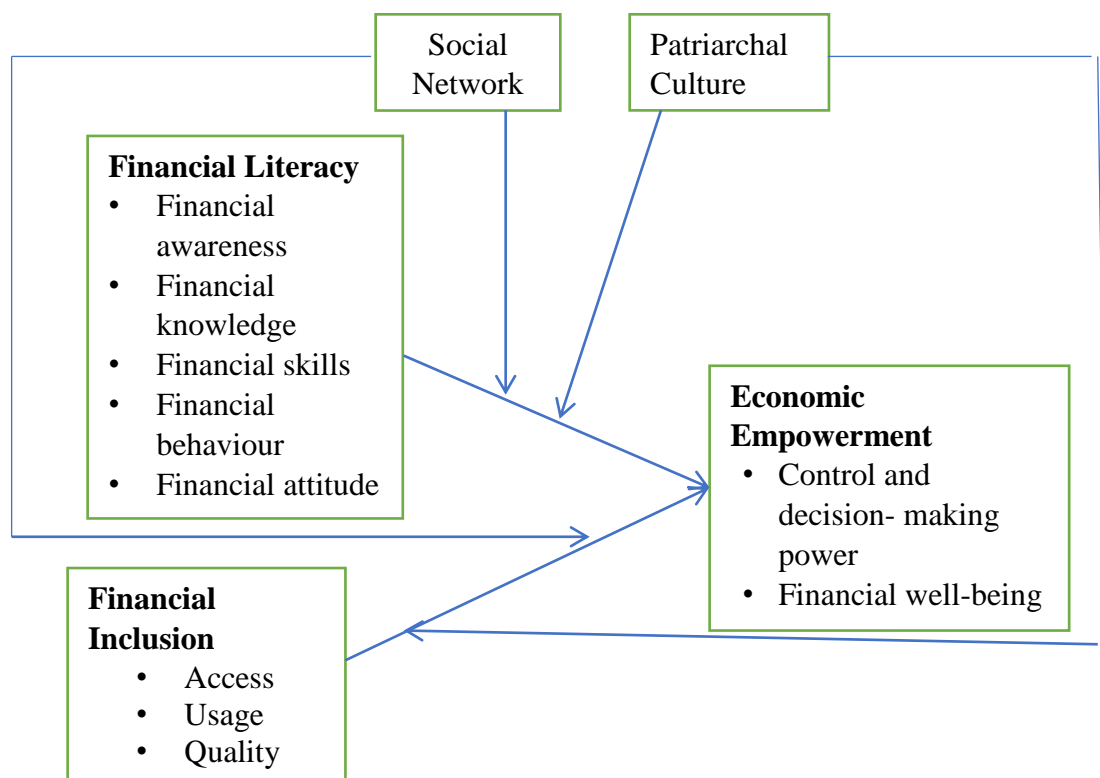 Social
Network
Patriarchal
Culture
Financial Literacy
• Financial
awareness
• Financial
knowledge
• Financial skills
• Financial
behaviour
• Financial attitude
Economic
Empowerment
• Control and
decision- making
power
• Financial well-being
Financial
Inclusion
• Access
• Usage
• Quality